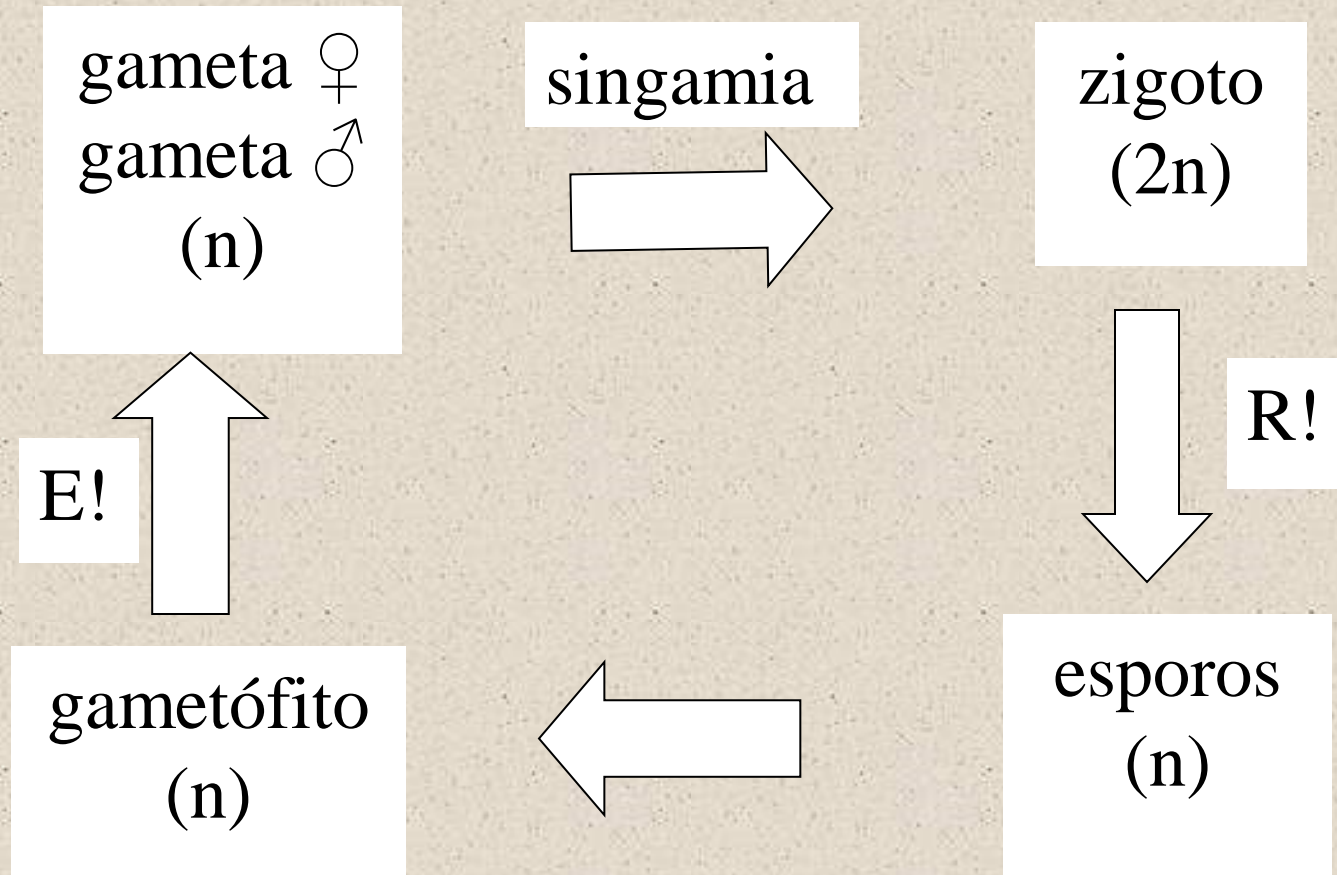 gameta ♀
gameta ♂
(n)
singamia
zigoto
(2n)
R!
E!
esporos
(n)
gametófito
(n)